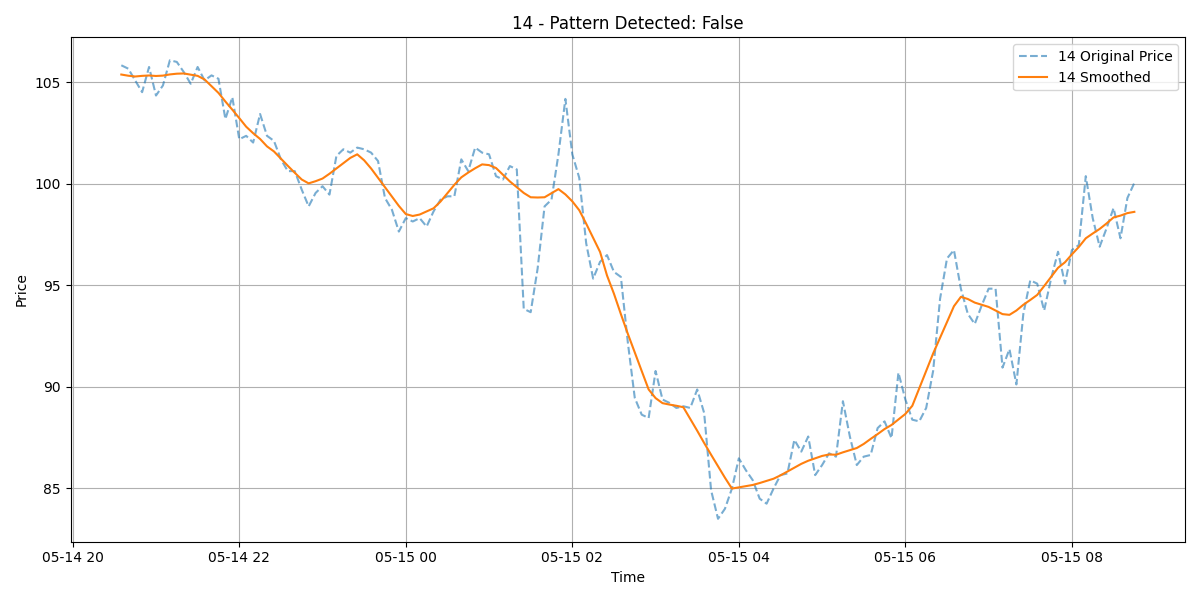 14 - Pattern Detected: False
14 Original Price
14 Smoothed
Price
105
100
95
90
85
05-14 20
05-14 22
05-15 00
05-15 02
05-15 04
05-15 06
05-15 08
Time